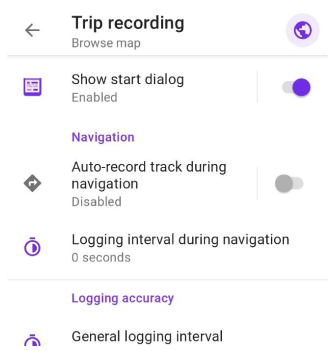 Trip recording
Browse map
Show start dialog
Enabled
Navigation
Auto-record track during
navigation
Disabled
Logging interval during navigation
0 seconds
Logging accuracy
General logging interval